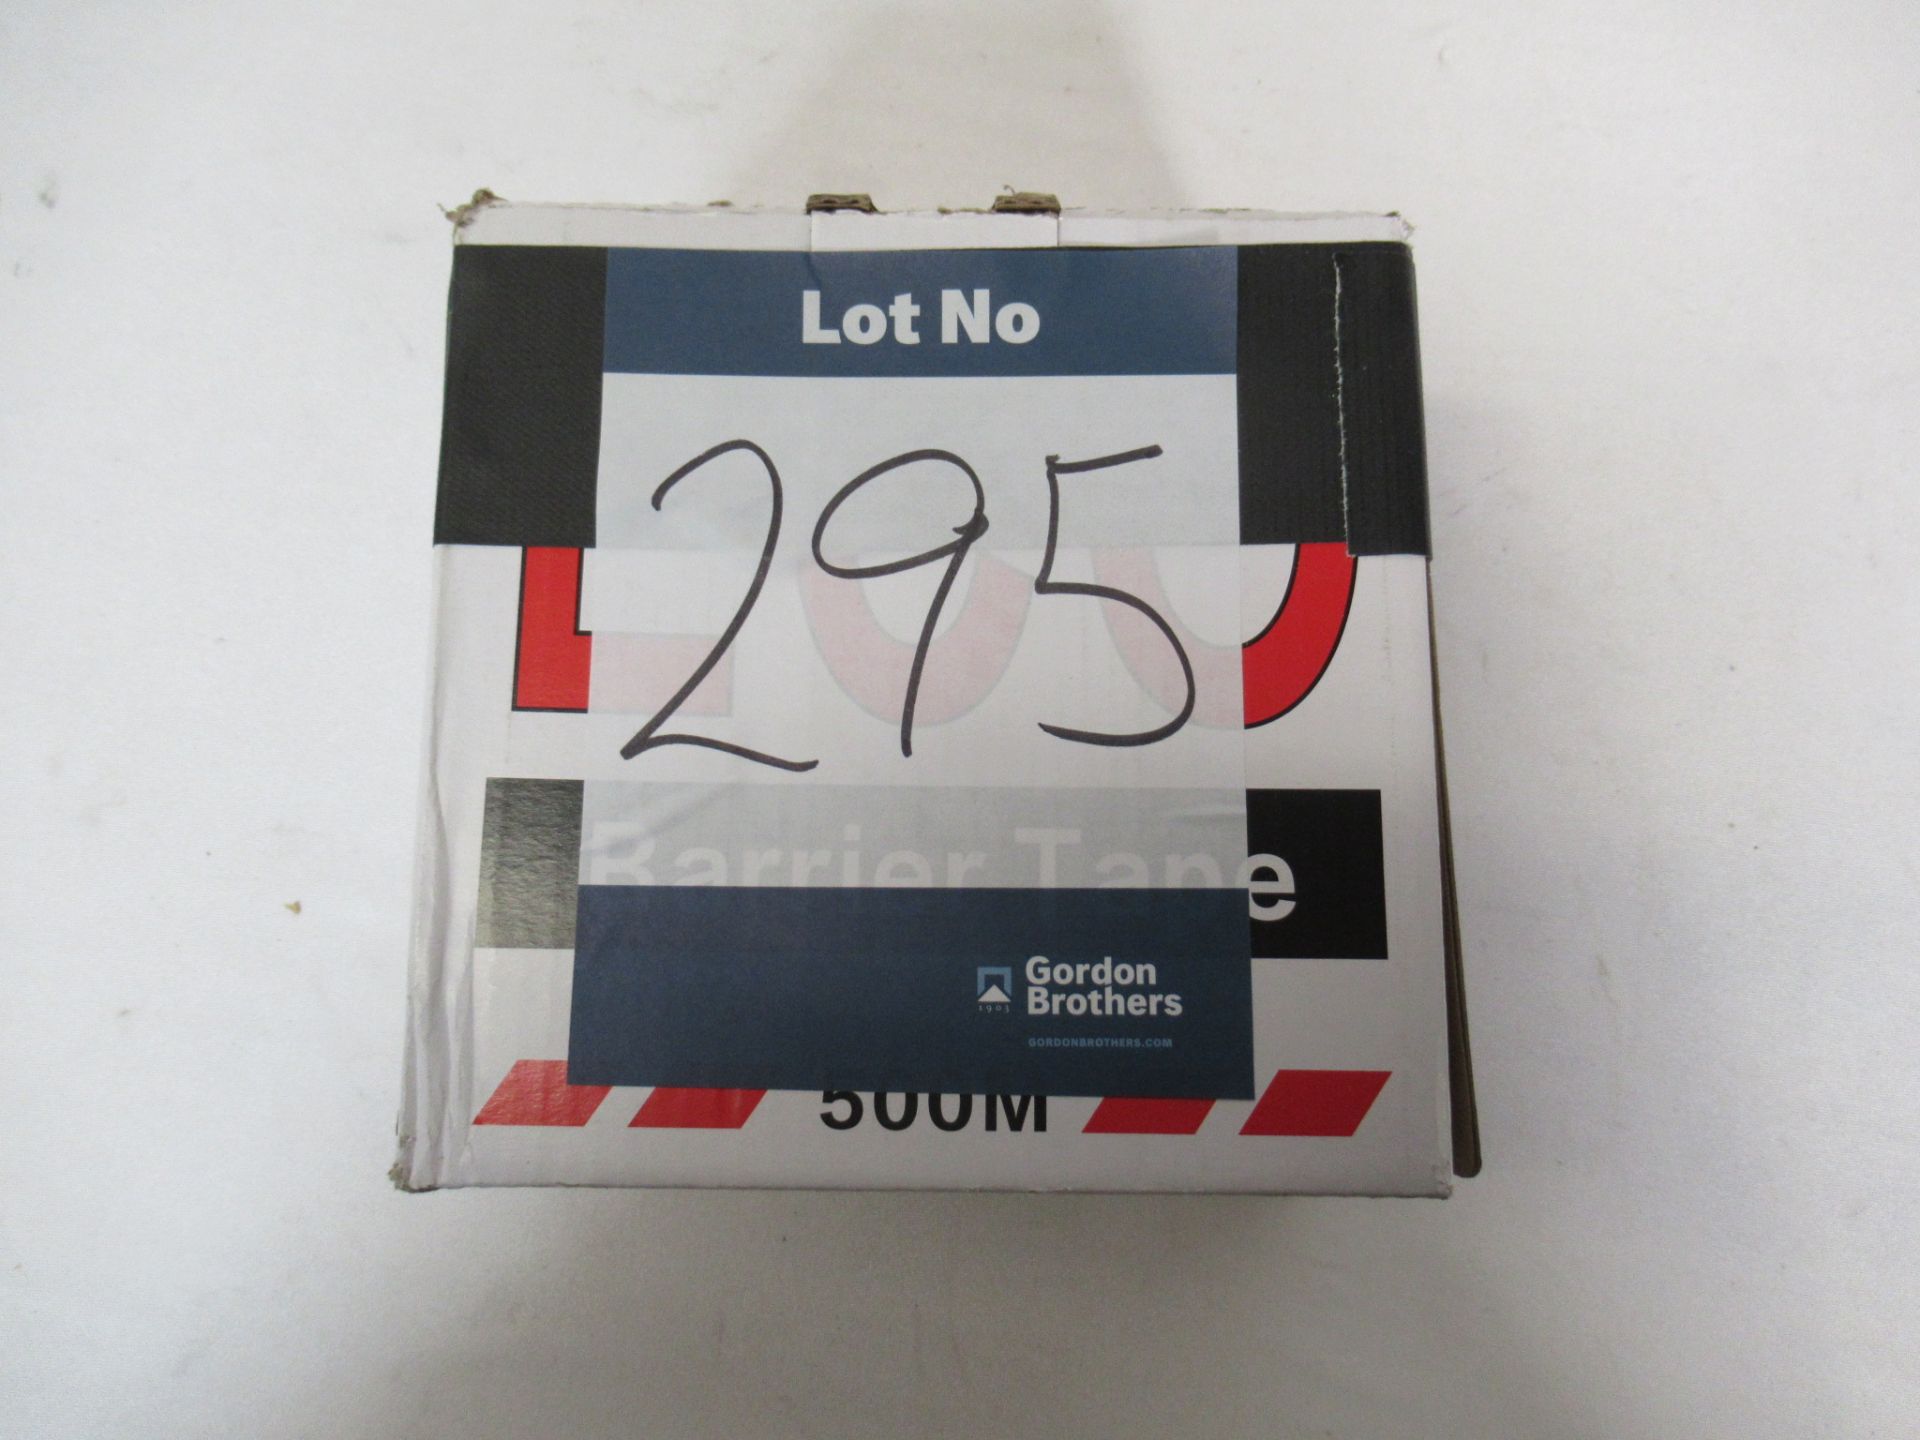 Lot No
295
Barrier Tape
1903
Gordon
Brothers
GORDONBROTHERS.COM
500M